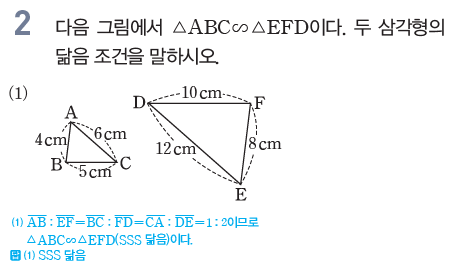 2 다음 그림에서 △ABC∽△EFD이다. 두 삼각형의
닮음 조건을 말하시오.
(1)
A
4cm
6cm
B
5cm
C
D
10cm
F
12cm
8cm
E
(1) AB : EF=BC : FD=CA : DE=1 : 2이므로
△ABC∽△EFD(SSS 닮음)이다.
답 (1) SSS 닮음